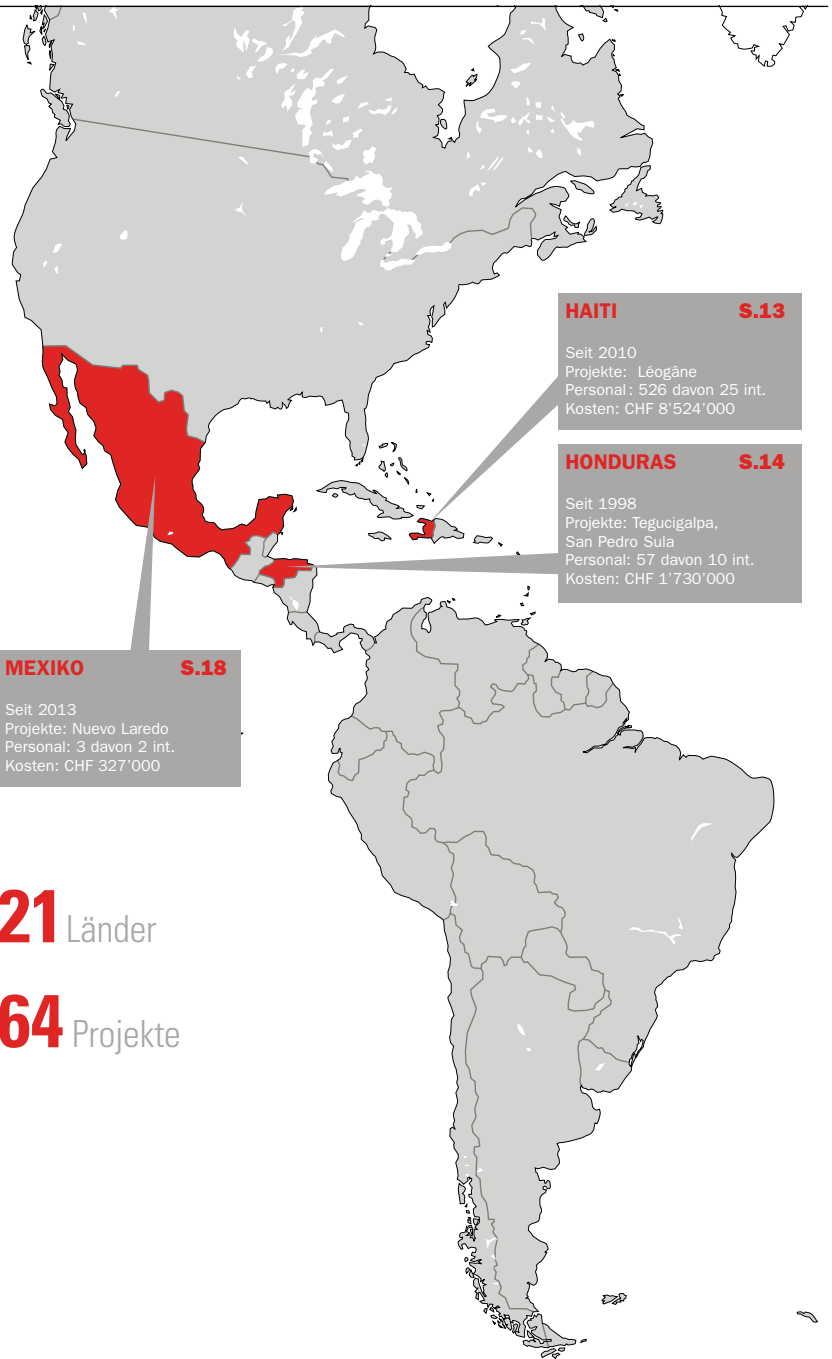 HAITI S.13
Seit 2010
Projekte: Léogâne
Personal: 526 davon 25 int.
Kosten: CHF 8’524’000
HONDURAS S.14
Seit 1998
Projekte: Tegucigalpa,
San Pedro Sula
Personal: 57 davon 10 int.
Kosten: CHF 1’730’000
MEXIKO S.18
Seit 2013
Projekte: Nuevo Laredo
Personal: 3 davon 2 int.
Kosten: CHF 327’000
21 Länder
64 Projekte